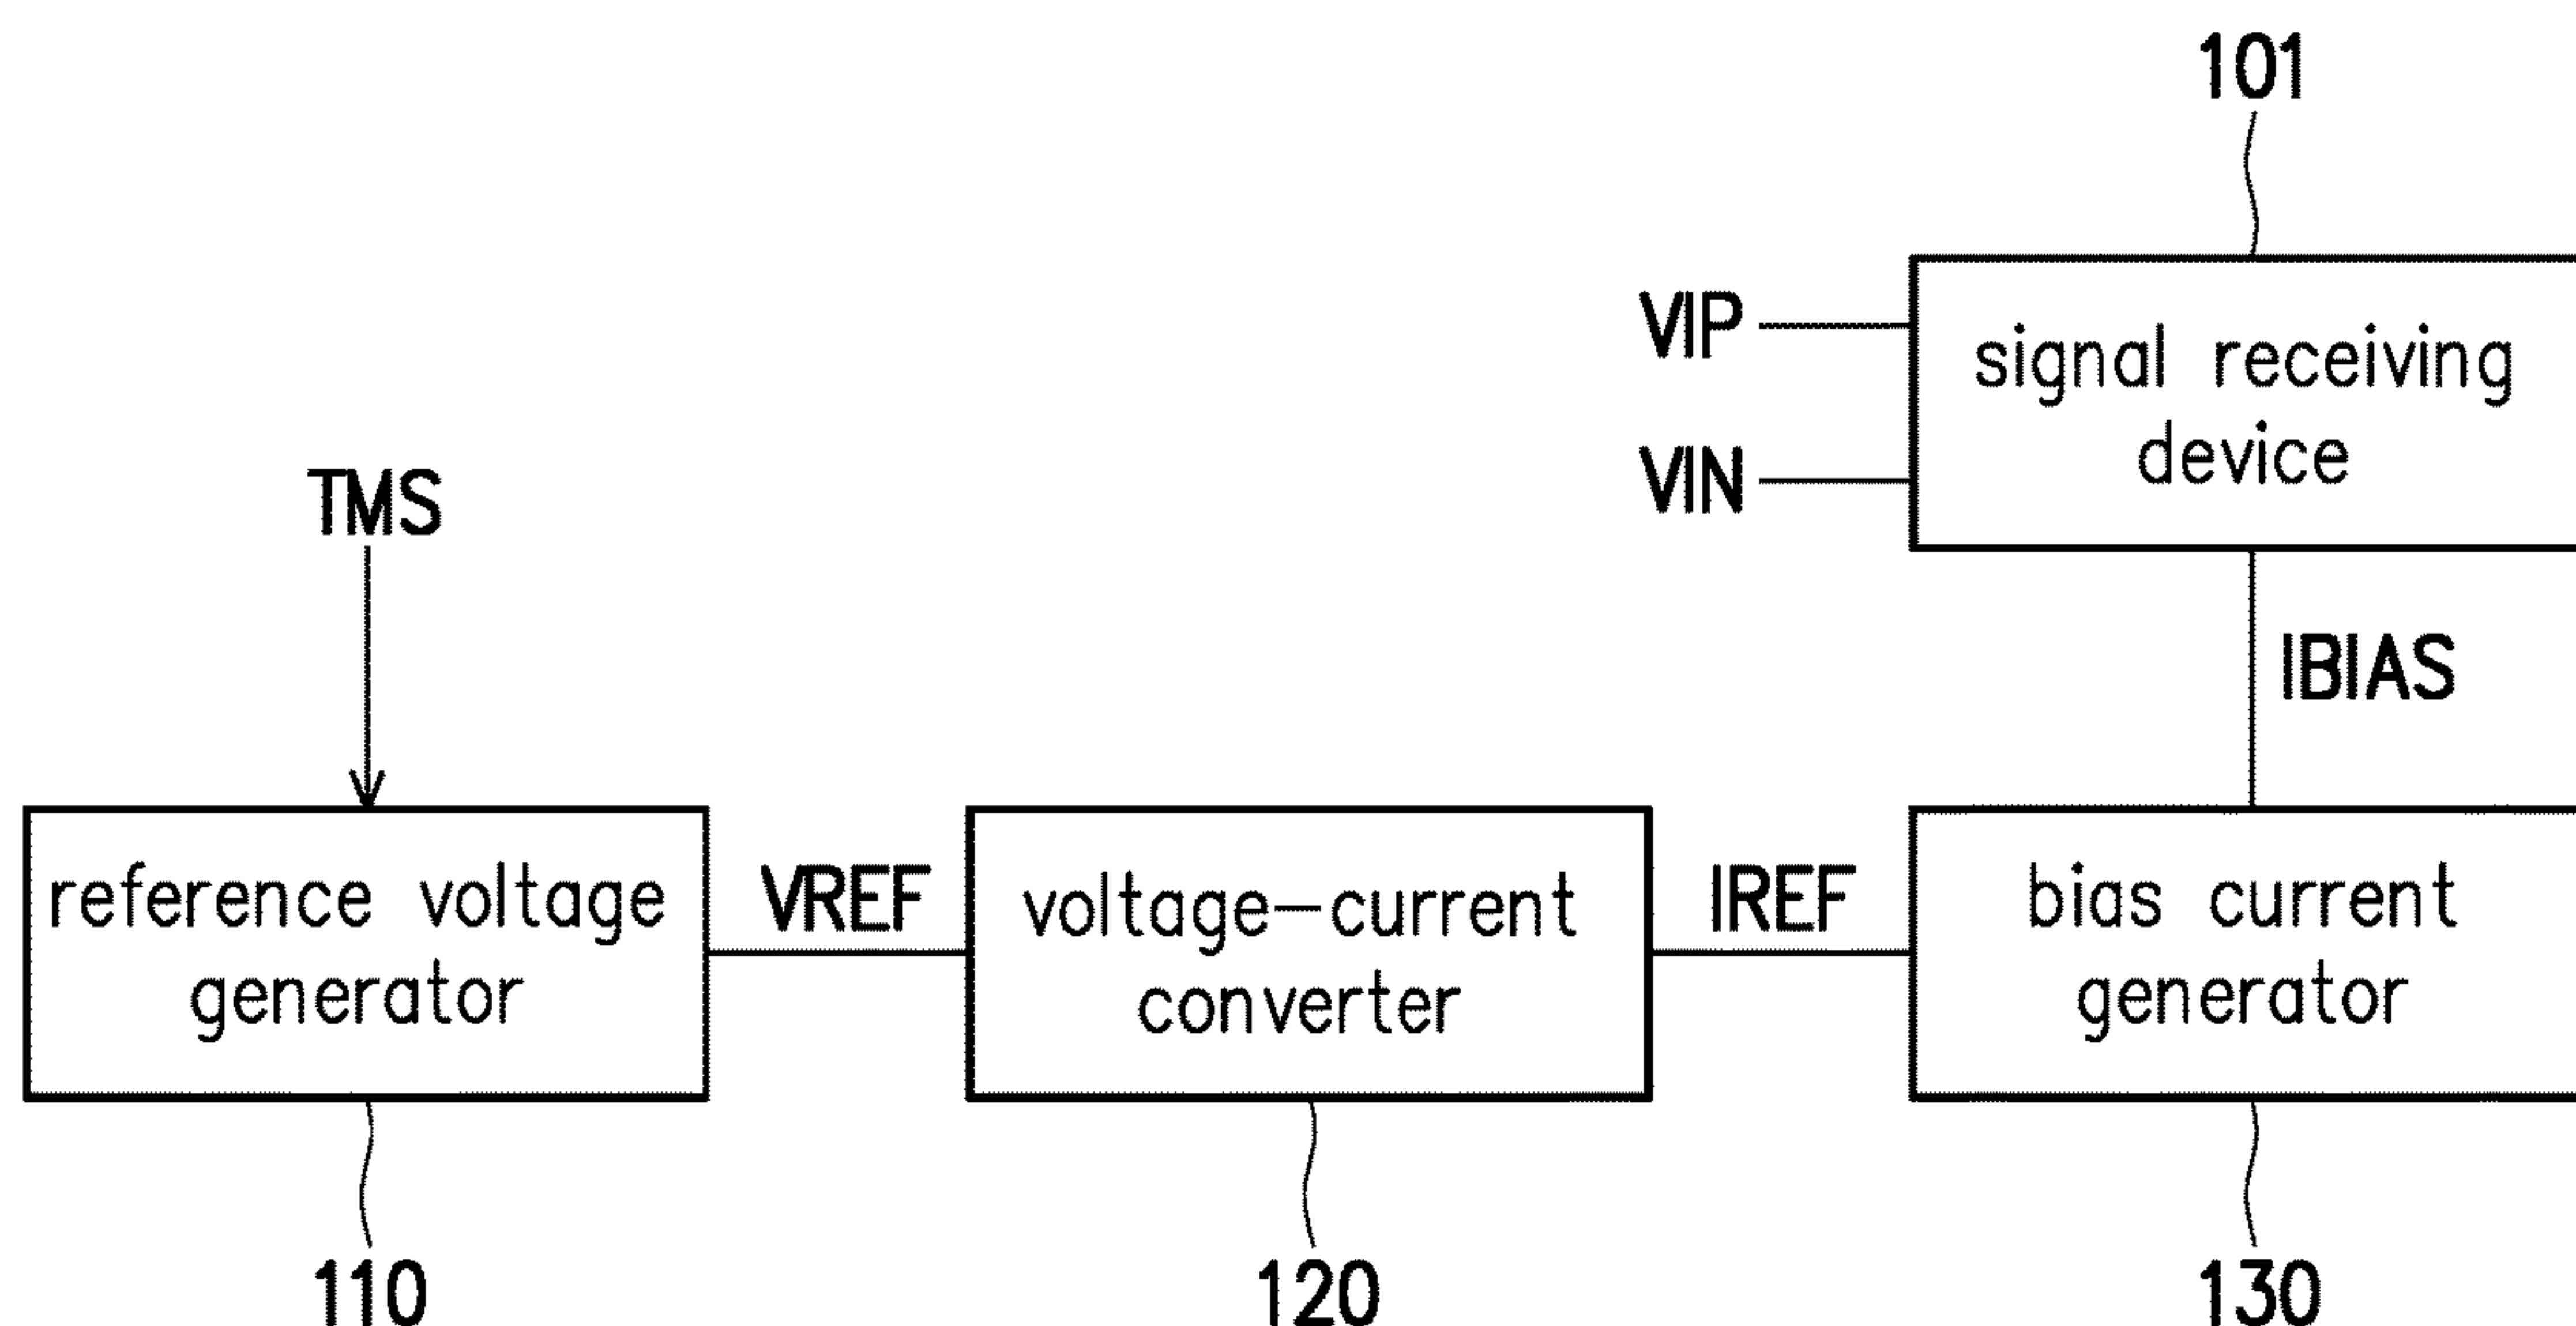 101
VIP
signal receiving
device
VIN
TMS
IBIAS
reference voltage
generator
VREF
voltage-current
converter
IREF
bias current
generator
110
120
130